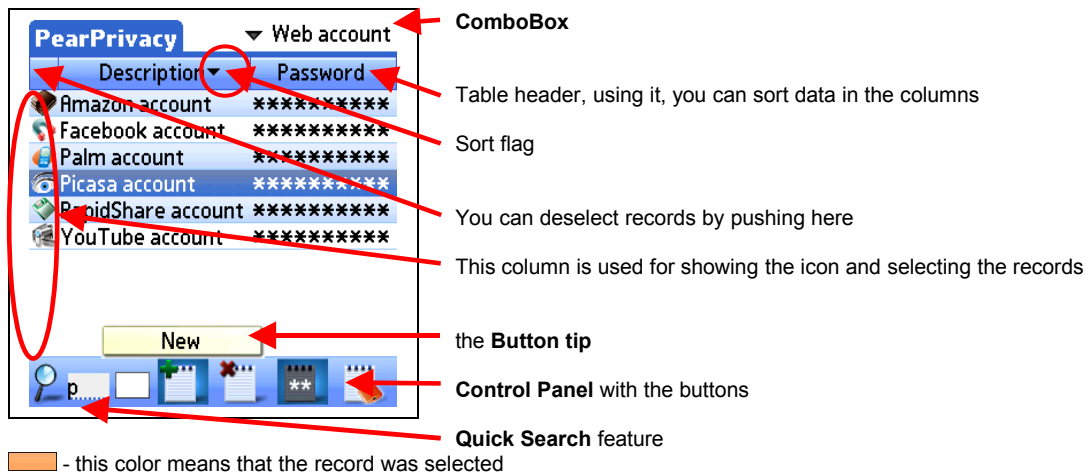 PearPrivacy Web account
Description Password
Amazon account **********
Facebook account **********
Palm account **********
Picasa account **********
RapidShare account **********
YouTube account **********
New
p
**
ComboBox
Table header, using it, you can sort data in the columns
Sort flag
You can deselect records by pushing here
This column is used for showing the icon and selecting the records
the Button tip
Control Panel with the buttons
Quick Search feature
- this color means that the record was selected